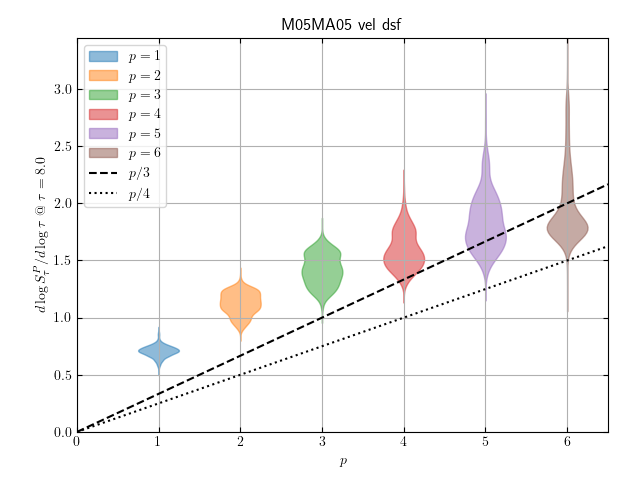 M05MA05 vel dsf
p = 1
p = 2
p = 3
p = 4
p = 5
p = 6
p/3
p/4
d log S_τ^P / d log τ @ τ = 8.0
3.0
2.5
2.0
1.5
1.0
0.5
0.0
0 1 2 3 4 5 6
p